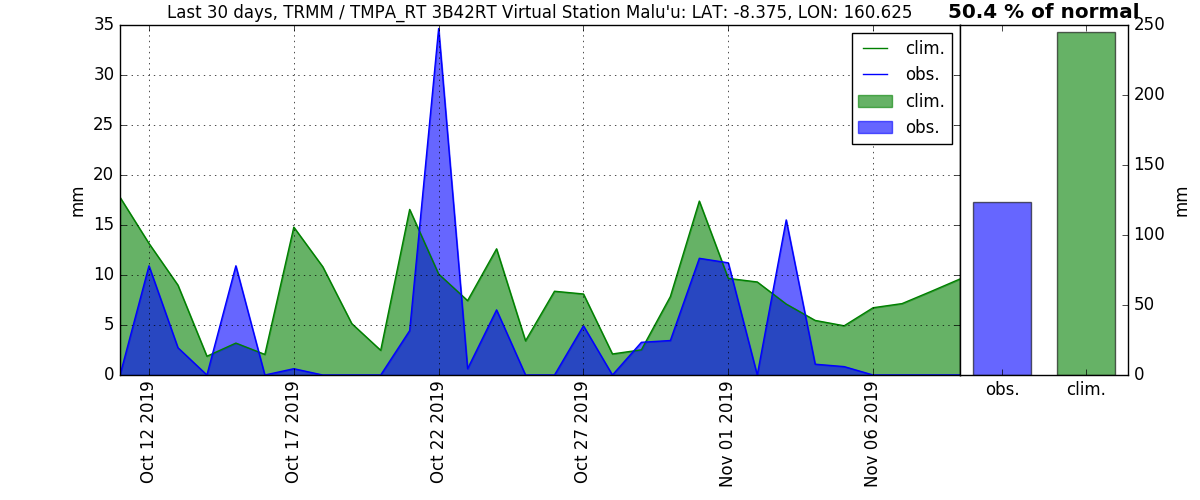 Last 30 days, TRMM / TMPA_RT 3B42RT Virtual Station Malu'u: LAT: -8.375, LON: 160.625
50.4 % of normal
35
30
25
20
15
10
5
0
mm
clim.
obs.
clim.
obs.
Oct 12 2019
Oct 17 2019
Oct 22 2019
Oct 27 2019
Nov 01 2019
Nov 06 2019
250
200
150
100
50
0
mm
obs.
clim.